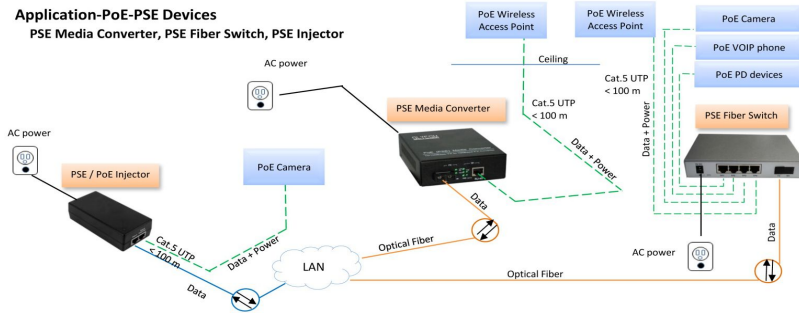 Application-PoE-PSE Devices
PSE Media Converter, PSE Fiber Switch, PSE Injector
PoE Wireless
Access Point
PoE Wireless
Access Point
PoE Camera
PoE VOIP phone
PoE PD devices
Ceiling
AC power
Cat.5 UTP
< 100 m
Data + Power
PSE Media Converter
Cat.5 UTP
< 100 m
Data + Power
PSE Fiber Switch
AC power
PSE / PoE Injector
PoE Camera
Cat.5 UTP
< 100 m
Data + Power
Data
LAN
Optical Fiber
Data
Optical Fiber
AC power
Data